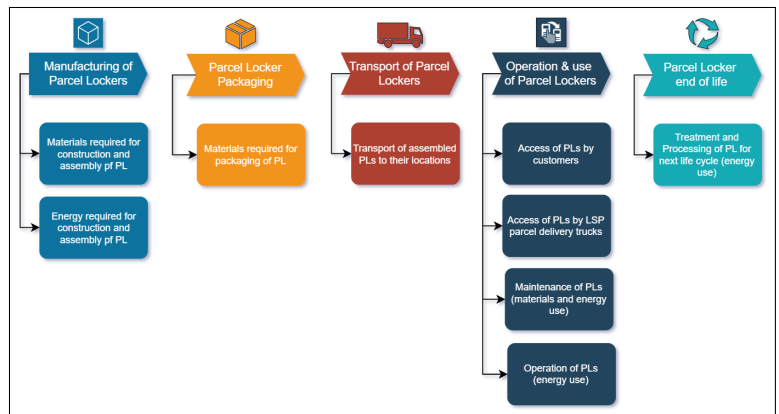 Manufacturing of
Parcel Lockers
Parcel Locker
Packaging
Transport of Parcel
Lockers
Operation & use
of Parcel Lockers
Parcel Locker
end of life
Materials required for
construction and
assembly pf PL
Materials required for
packaging of PL
Transport of assembled
PLs to their locations
Access of PLs by
customers
Treatment and
Processing of PL for
next life cycle (energy
use)
Energy required for
construction and
assembly pf PL
Access of PLs by LSP
parcel delivery trucks
Maintenance of PLs
(materials and energy
use)
Operation of PLs
(energy use)